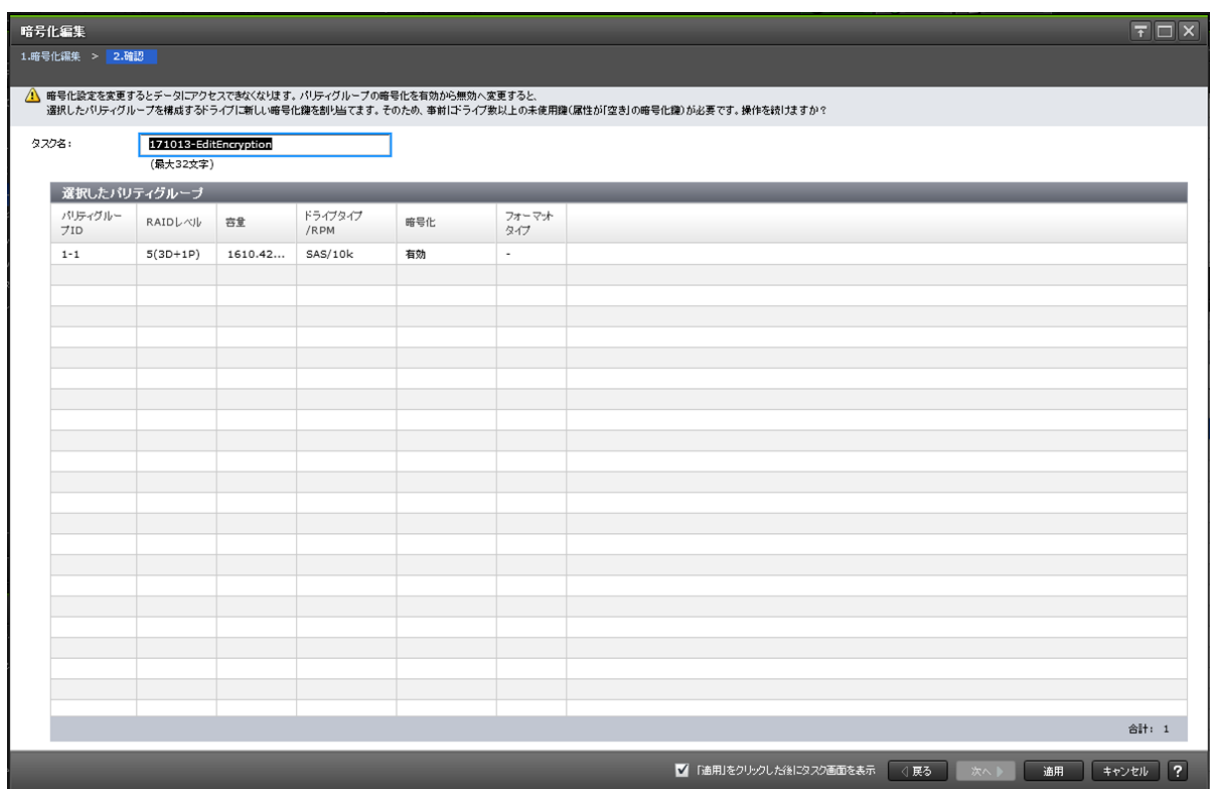 暗号化編集
1.暗号化編集 > 2.確認
暗号化設定を変更するとデータにアクセスできなくなります。パリティグループの暗号化を有効から無効へ変更すると、
選択したパリティグループを構成するドライブに新しい暗号化鍵を割り当てます。そのため、事前にドライブ数以上の未使用鍵(属性が「空き」の暗号化鍵)が必要です。操作を続けますか?
タスク名: 171013-EditEncryption
(最大32文字)
選択したパリティグループ
パリティグルー
プID
RAIDレベル
容量
ドライブタイプ
/RPM
暗号化
フォーマット
タイプ
1-1 5(3D+1P) 1610.42... SAS/10k 有効 -
合計: 1
「適用」をクリックした後にタスク画面を表示 戻る 次へ 適用 キャンセル ?